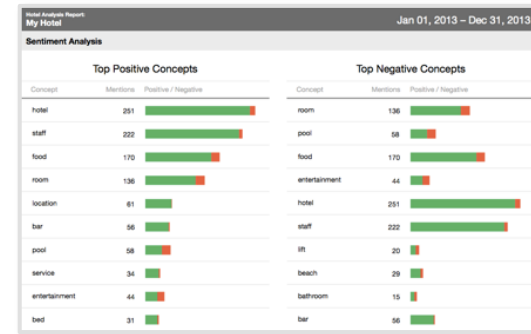 Hotel Analysis Report:
My Hotel
Jan 01, 2013 – Dec 31, 2013
Sentiment Analysis
Top Positive Concepts
Concept Mentions Positive / Negative
hotel 251
staff 222
food 170
room 136
location 61
bar 56
pool 58
service 34
entertainment 44
bed 31
Top Negative Concepts
Concept Mentions Positive / Negative
room 136
pool 58
food 170
entertainment 44
hotel 251
staff 222
lift 20
beach 29
bathroom 15
bar 56